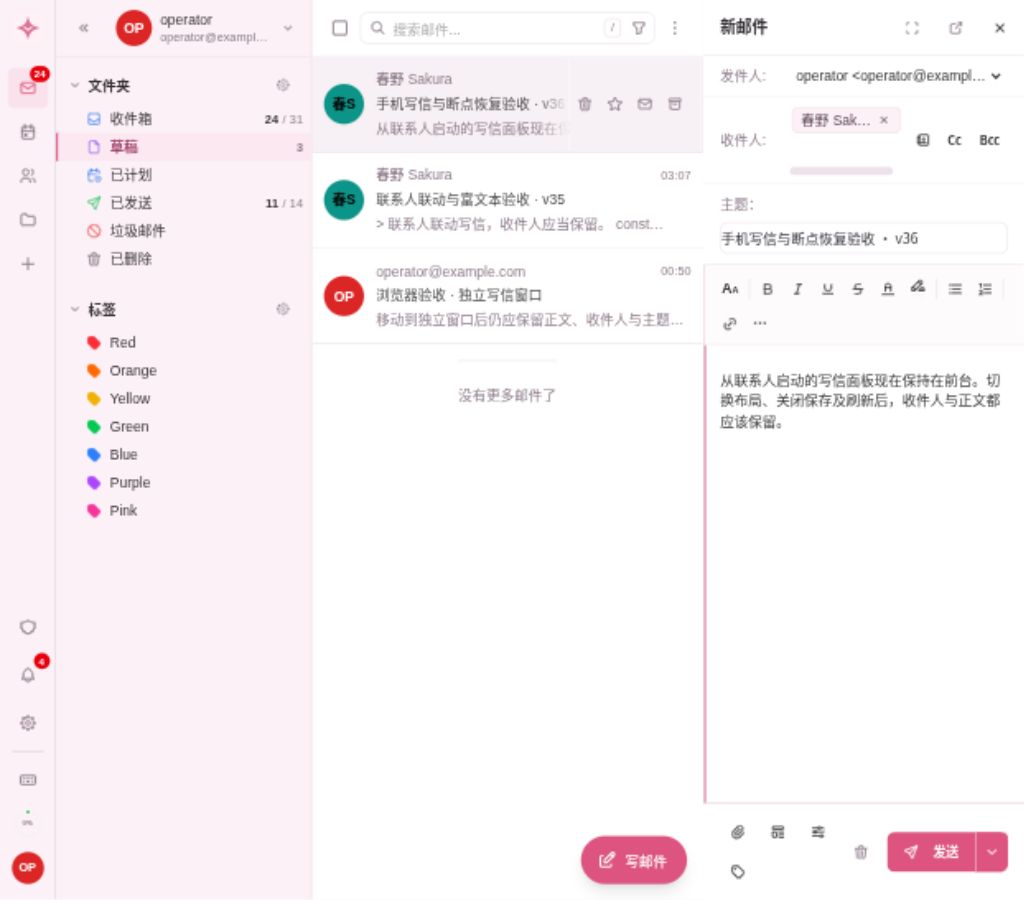 24
OP
operator
operator@exampl...
文件夹
收件箱 24 / 31
草稿 3
已计划
已发送 11 / 14
垃圾邮件
已删除
标签
Red
Orange
Yellow
Green
Blue
Purple
Pink
4
0%
OP
搜索邮件... /
春S
春野 Sakura
手机写信与断点恢复验收 · v36
从联系人启动的写信面板现在
春S
春野 Sakura 03:07
联系人联动与富文本验收 · v35
> 联系人联动写信，收件人应当保留。 const...
OP
operator@example.com 00:50
浏览器验收 · 独立写信窗口
移动到独立窗口后仍应保留正文、收件人与主题...
没有更多邮件了
写邮件
新邮件
发件人: operator <operator@exampl...
收件人: 春野 Sak... × Cc Bcc
主题:
手机写信与断点恢复验收 · v36
AA B I U S A
从联系人启动的写信面板现在保持在前台。切
换布局、关闭保存及刷新后，收件人与正文都
应该保留。
发送